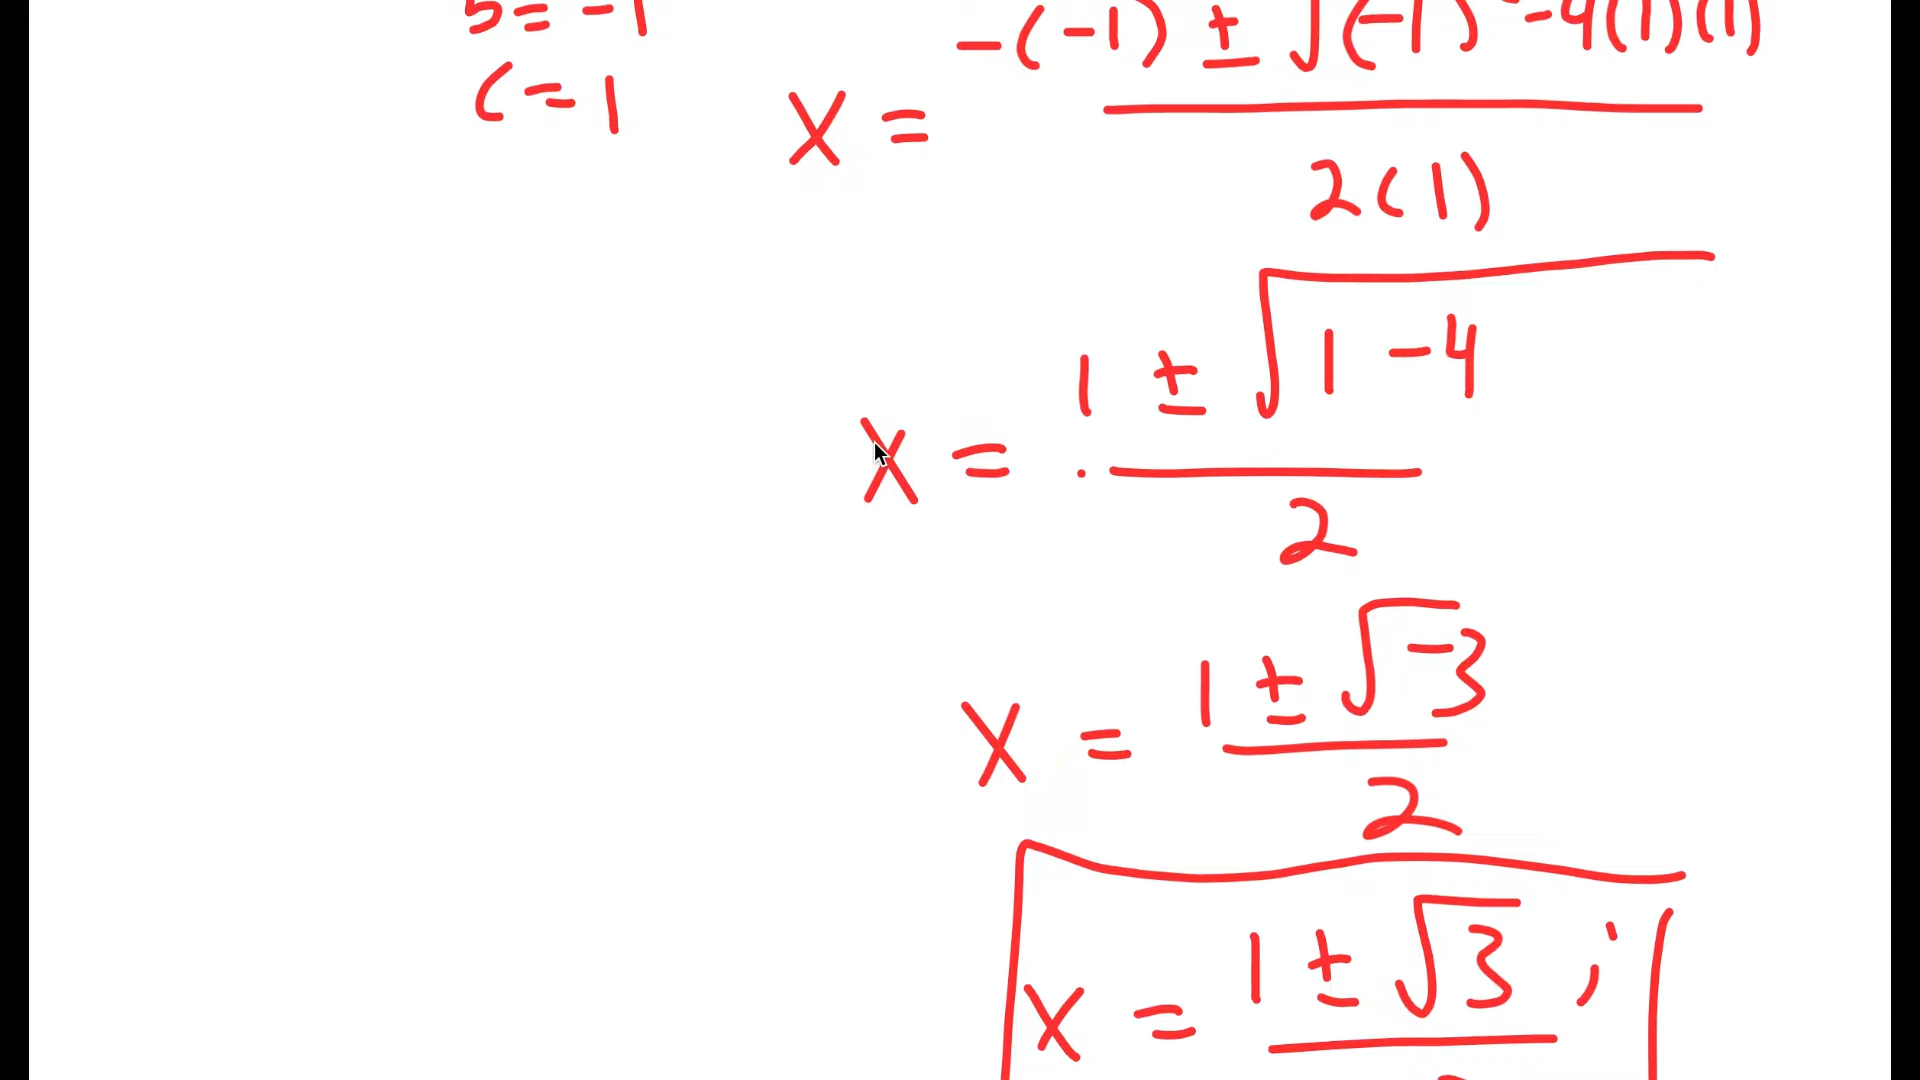 b = -1
c = 1
x = (-(-1) ± √(-1)² - 4(1)(1)) / 2(1)
x = (1 ± √(1 - 4)) / 2
x = (1 ± √-3) / 2
x = 1 ± √3 i